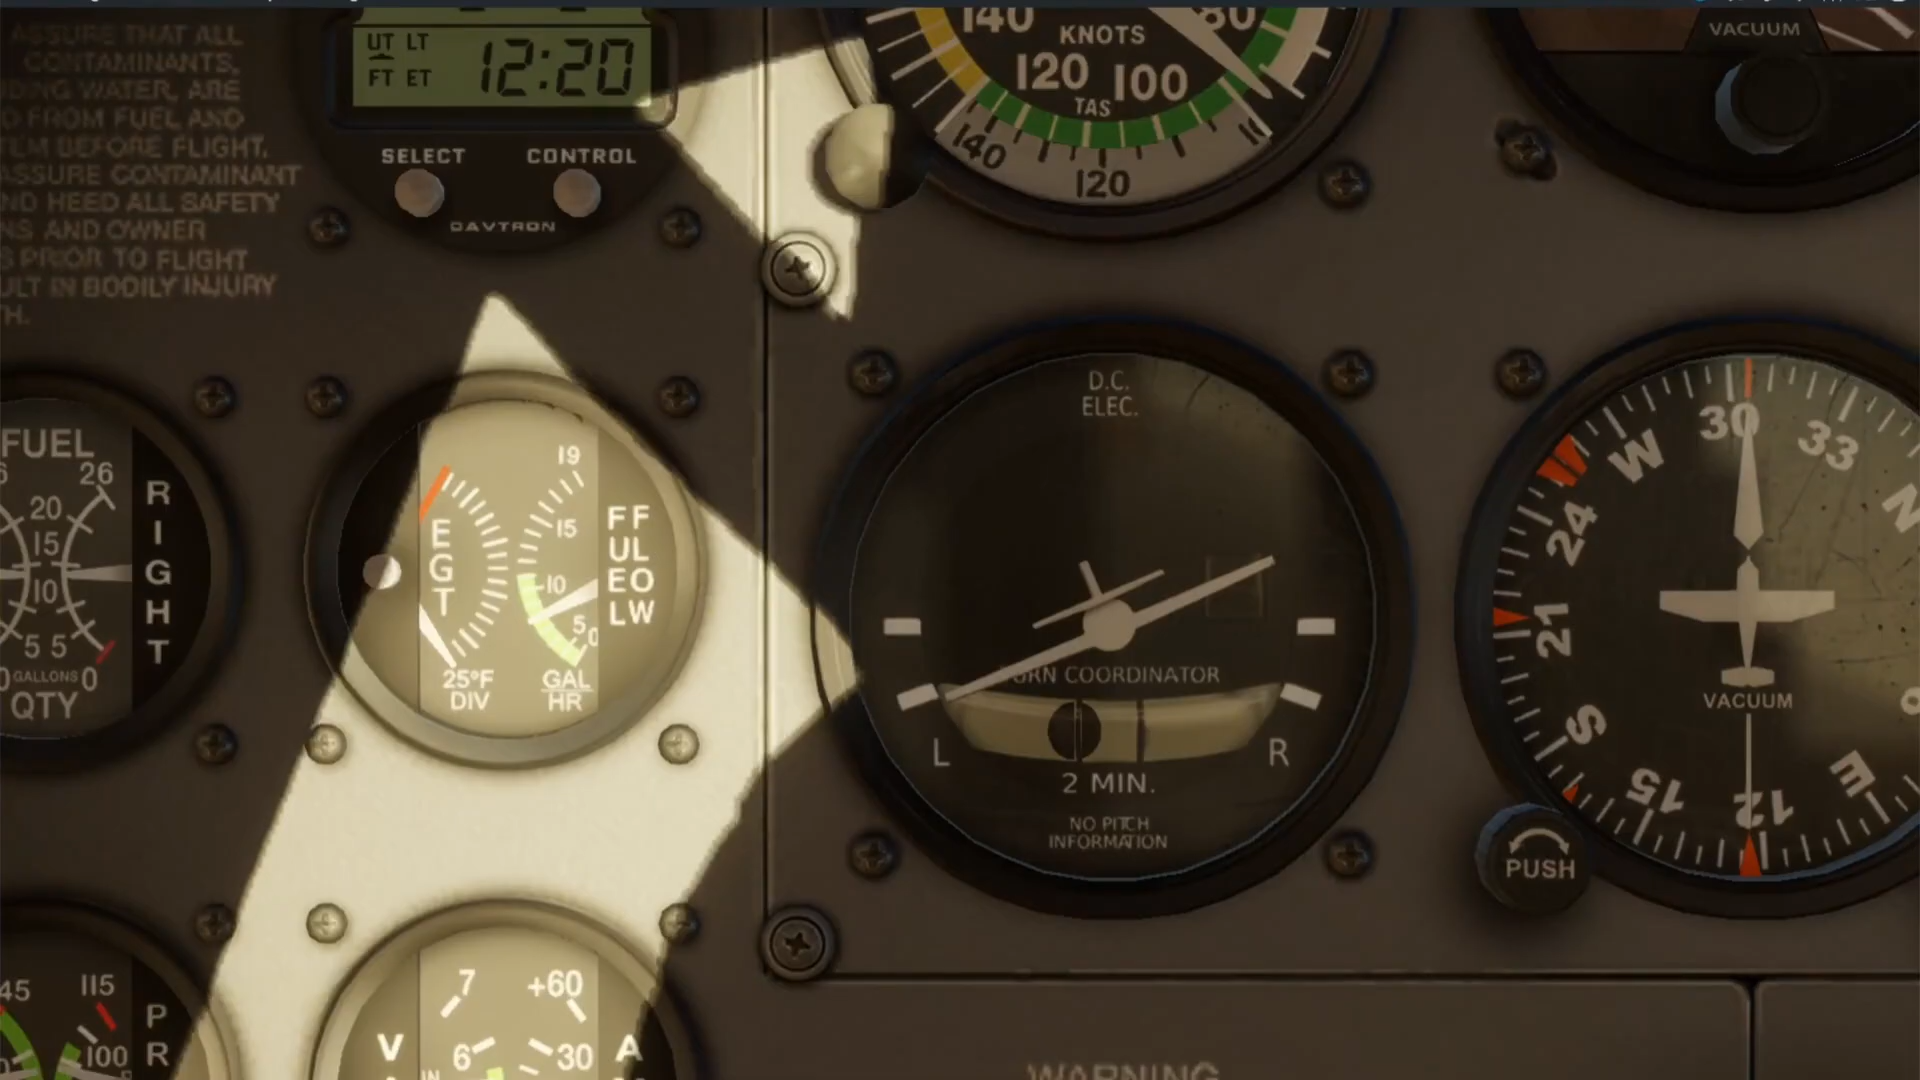 ASSURE THAT ALL
CONTAMINANTS,
WATER, ARE
FROM FUEL AND
BEFORE FLIGHT.
ASSURE CONTAMINANT
HEED ALL SAFETY
AND OWNER
PRIOR TO FLIGHT
IN BODILY INJURY
UT LT
FT ET
12:20
SELECT CONTROL
DAVTRON
140 80
KNOTS
120 100
TAS
140
120
VACUUM
FUEL
26
20
15
10
5 5
0 GALLONS 0
QTY
RIGHT
EGT
25°F
DIV
19
15
10
5
0
GAL
HR
FUEL
FLOW
D.C.
ELEC.
TURN COORDINATOR
L R
2 MIN.
NO PITCH
INFORMATION
30
33
N
W
24
21
S
15
12
E
VACUUM
PUSH
45
115
100
PR
7
+60
V
6
30
A
IN
WARNING